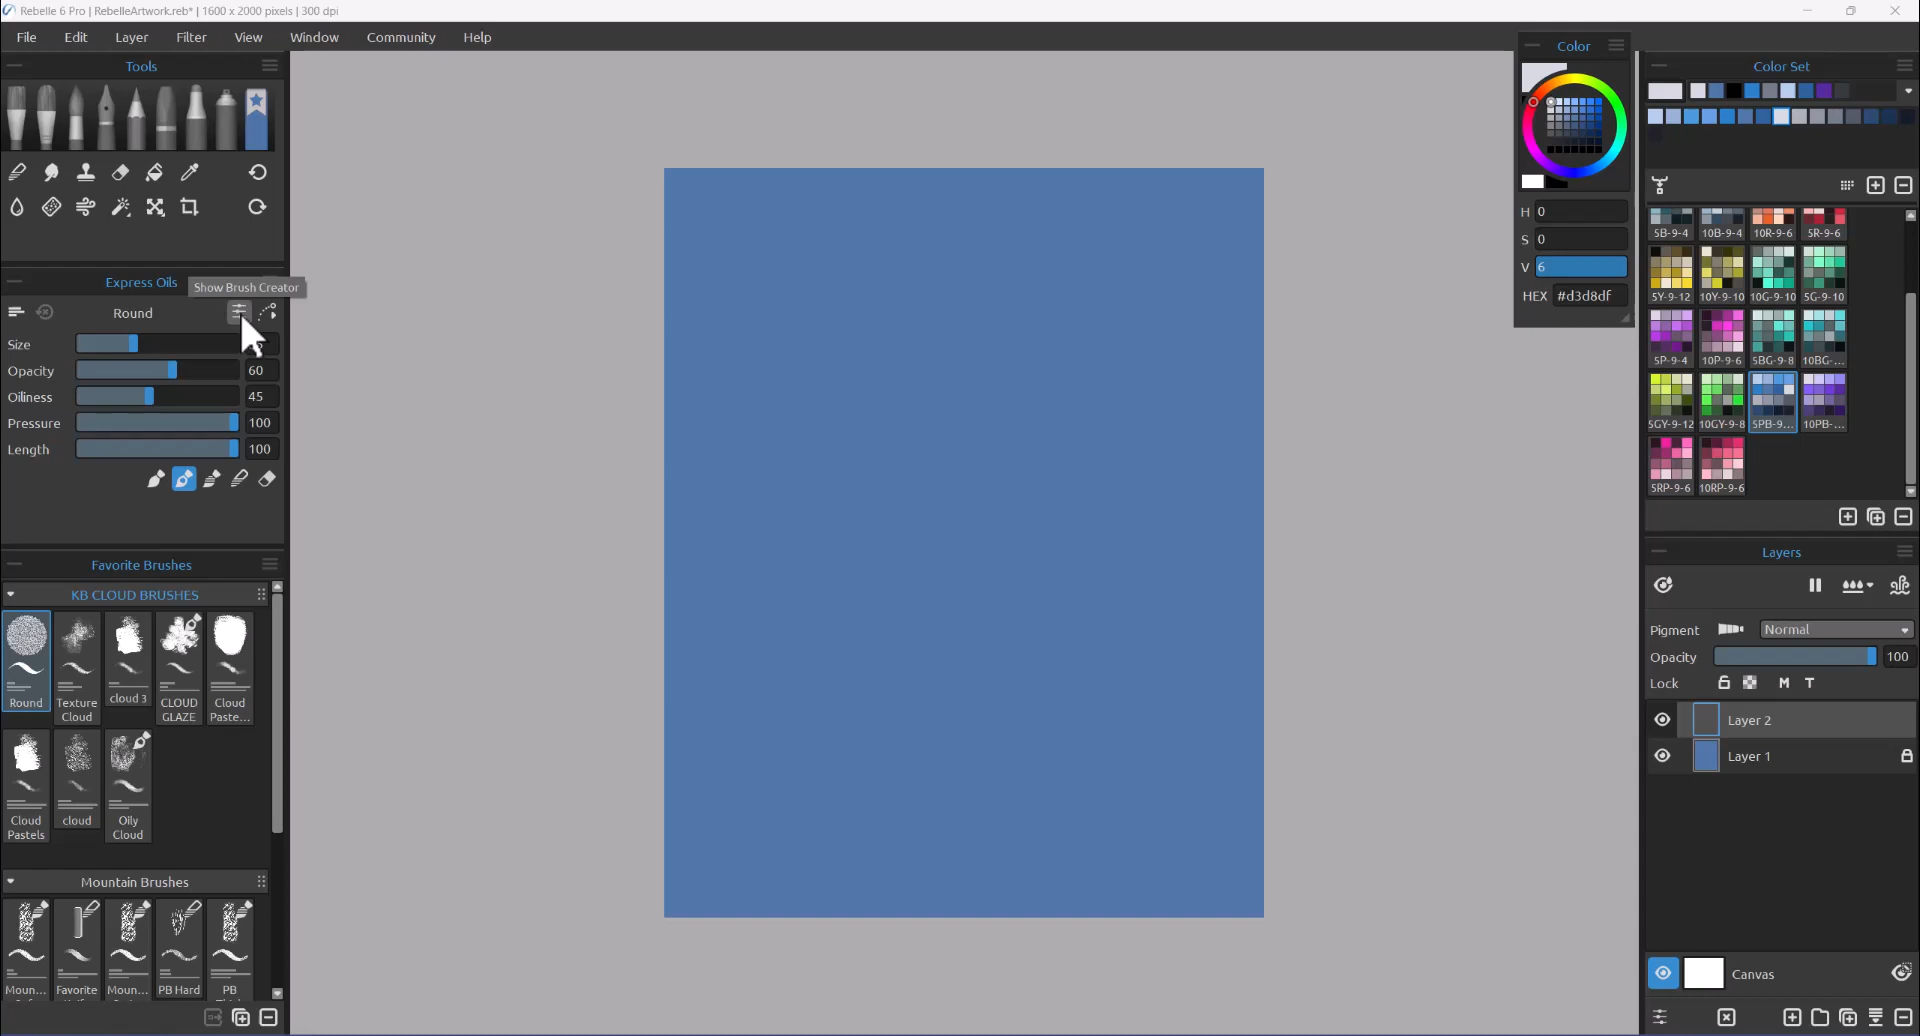 Rebelle 6 Pro | RebelleArtwork.reb* | 1600 x 2000 pixels | 300 dpi
File Edit Layer Filter View Window Community Help
Tools
Express Oils
Show Brush Creator
Round
Size
Opacity 60
Oiliness 45
Pressure 100
Length 100
Favorite Brushes
KB CLOUD BRUSHES
Round
Texture Cloud
cloud 3
CLOUD GLAZE
Cloud Paste...
Cloud Pastels
cloud
Oily Cloud
Mountain Brushes
Moun...
Favorite
Moun...
PB Hard
PB
Color
H 0
S 0
V 6
HEX #d3d8df
Color Set
5B-9-4 10B-9-4 10R-9-6 5R-9-6
5Y-9-12 10Y-9-10 10G-9-10 5G-9-10
5P-9-4 10P-9-6 5BG-9-8 10BG-...
5GY-9-12 10GY-9-8 5PB-9... 10PB-...
5RP-9-6 10RP-9-6
Layers
Pigment Normal
Opacity 100
Lock M T
Layer 2
Layer 1
Canvas